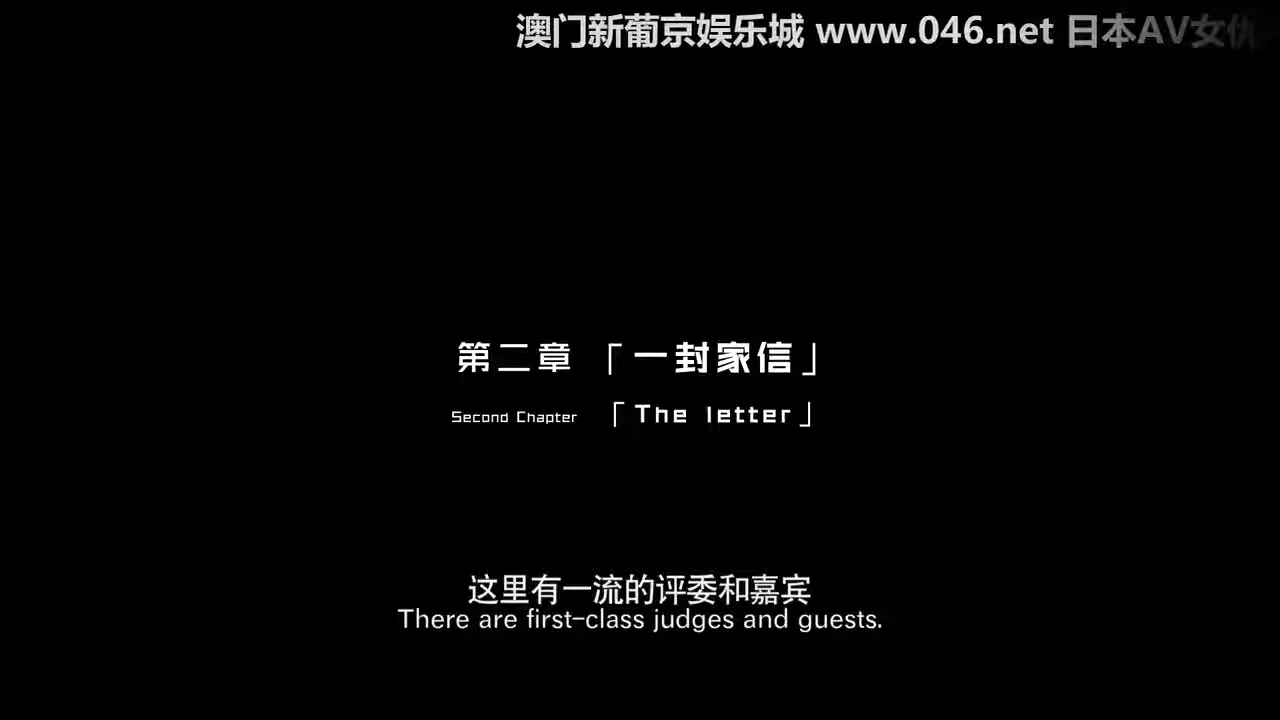 澳门新葡京娱乐城 www.046.net 日本AV女优
第二章 「一封家信」
Second Chapter 「The letter」
这里有一流的评委和嘉宾
There are first-class judges and guests.